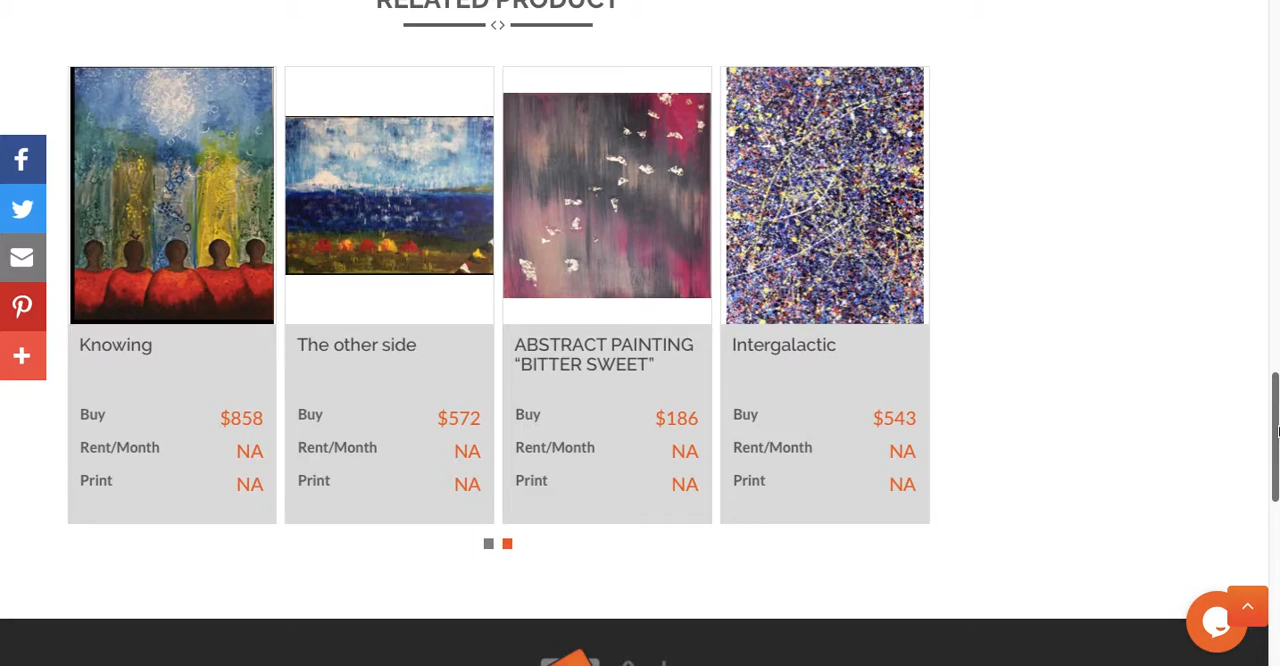 RELATED PRODUCT
Knowing
Buy $858
Rent/Month NA
Print NA
The other side
Buy $572
Rent/Month NA
Print NA
ABSTRACT PAINTING
“BITTER SWEET”
Buy $186
Rent/Month NA
Print NA
Intergalactic
Buy $543
Rent/Month NA
Print NA